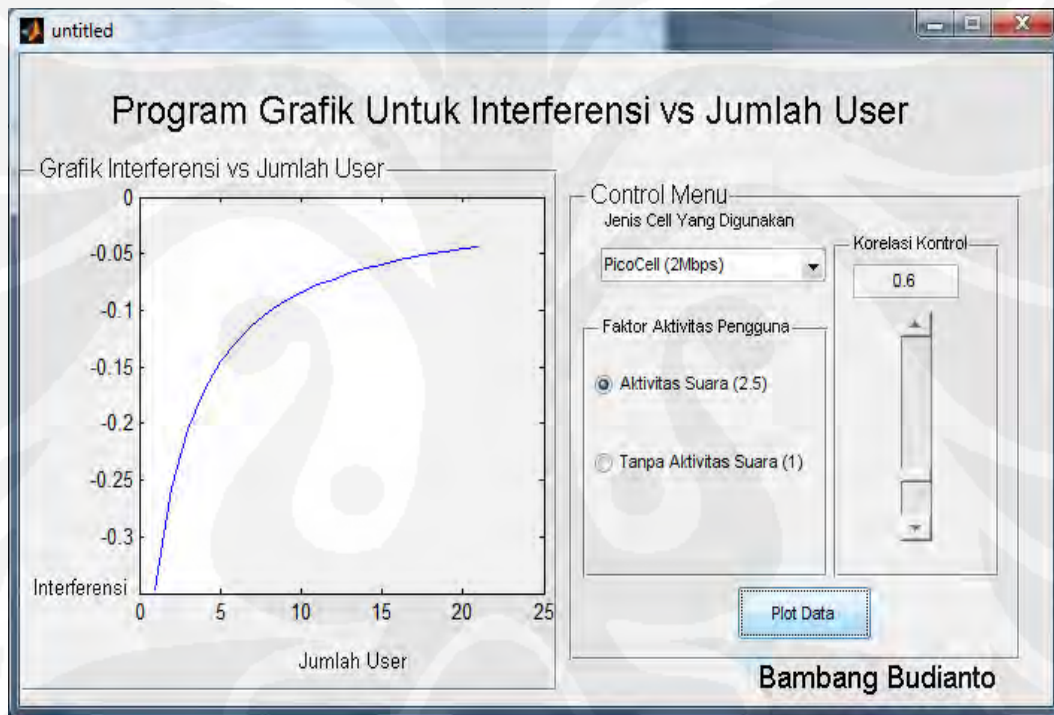 untitled
Program Grafik Untuk Interferensi vs Jumlah User
Grafik Interferensi vs Jumlah User
0
-0.05
-0.1
-0.15
-0.2
-0.25
-0.3
Interferensi
0 5 10 15 20 25
Jumlah User
Control Menu
Jenis Cell Yang Digunakan
PicoCell (2Mbps)
Faktor Aktivitas Pengguna
Aktivitas Suara (2.5)
Tanpa Aktivitas Suara (1)
Korelasi Kontrol
0.6
Plot Data
Bambang Budianto